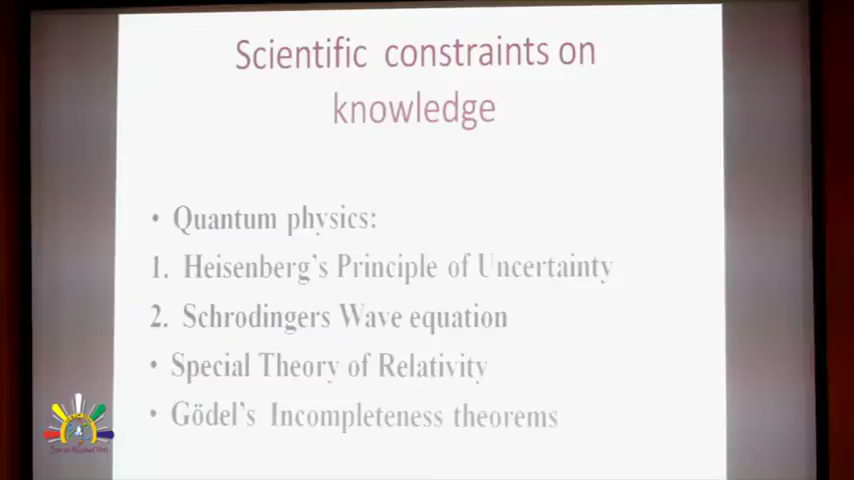 Scientific constraints on
knowledge
• Quantum physics:
1. Heisenberg's Principle of Uncertainty
2. Schrodingers Wave equation
• Special Theory of Relativity
• Gödel's Incompleteness theorems